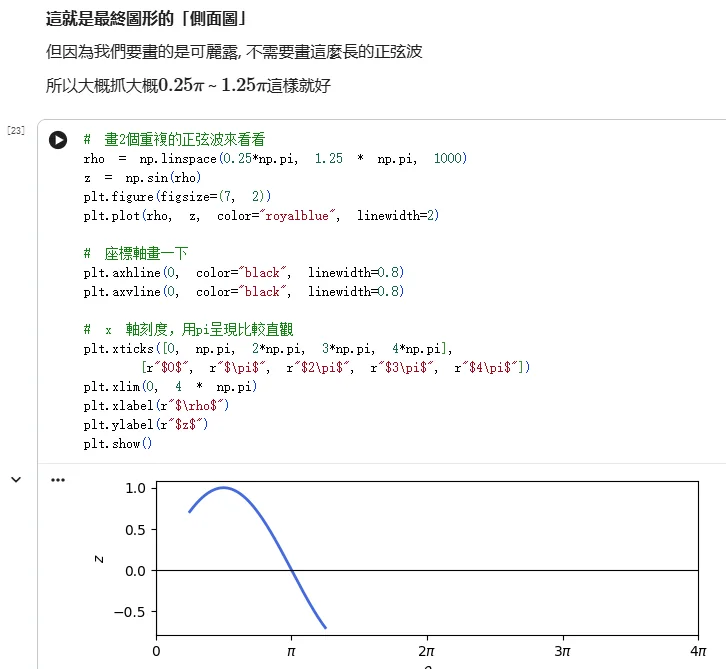 這就是最終圖形的「側面圖」
但因為我們要畫的是可麗露, 不需要畫這麼長的正弦波
所以大概抓大概0.25π ~ 1.25π這樣就好
[23]
# 畫2個重複的正弦波來看看
rho = np.linspace(0.25*np.pi, 1.25 * np.pi, 1000)
z = np.sin(rho)
plt.figure(figsize=(7, 2))
plt.plot(rho, z, color="royalblue", linewidth=2)
# 座標軸畫一下
plt.axhline(0, color="black", linewidth=0.8)
plt.axvline(0, color="black", linewidth=0.8)
# x 軸刻度，用pi呈現比較直觀
plt.xticks([0, np.pi, 2*np.pi, 3*np.pi, 4*np.pi],
[r"$0$", r"$\pi$", r"$2\pi$", r"$3\pi$", r"$4\pi$"])
plt.xlim(0, 4 * np.pi)
plt.xlabel(r"$\rho$")
plt.ylabel(r"$z$")
plt.show()
1.0
0.5
z
0.0
−0.5
0 π 2π 3π 4π